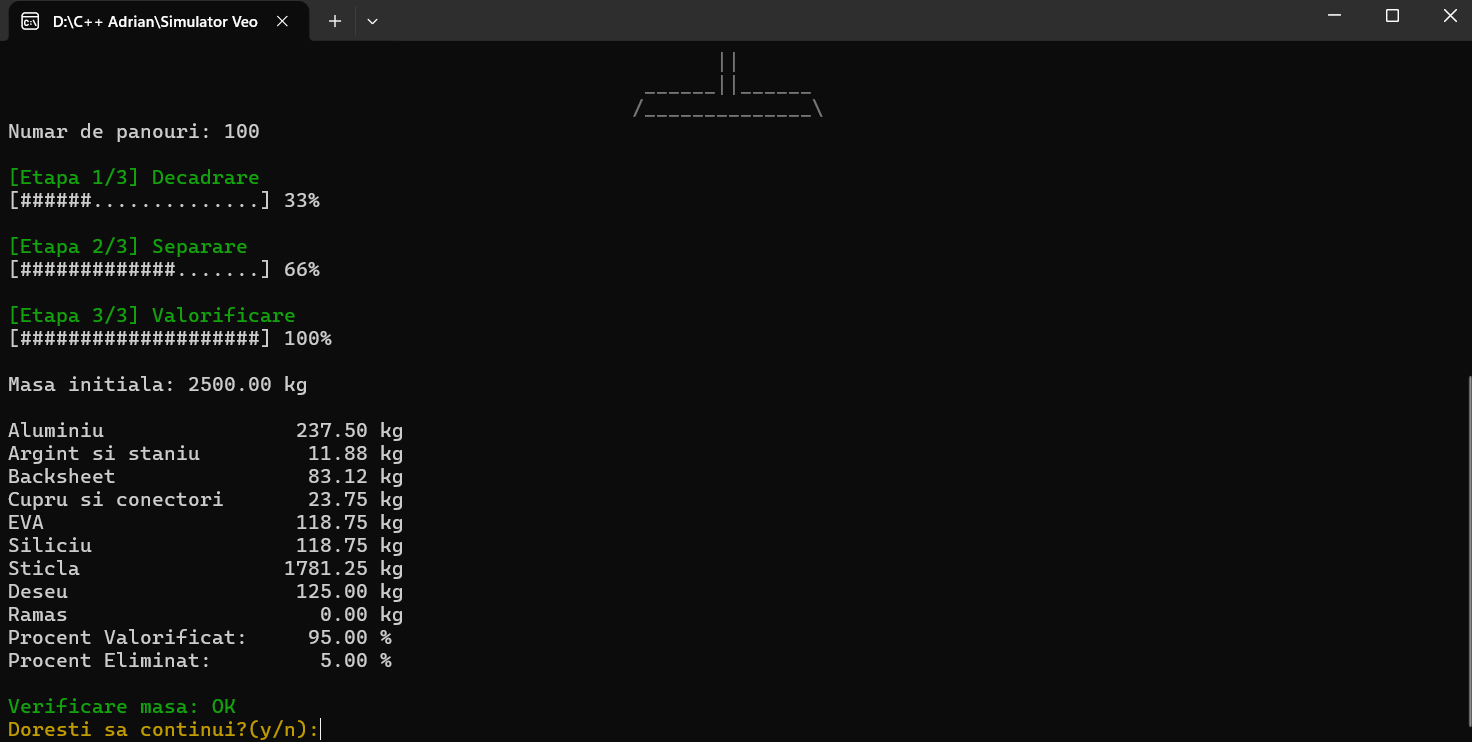 D:\C++ Adrian\Simulator Veo
||
______||______
/______________\
Numar de panouri: 100
[Etapa 1/3] Decadrare
[######..............] 33%
[Etapa 2/3] Separare
[#############.......] 66%
[Etapa 3/3] Valorificare
[####################] 100%
Masa initiala: 2500.00 kg
Aluminiu 237.50 kg
Argint si staniu 11.88 kg
Backsheet 83.12 kg
Cupru si conectori 23.75 kg
EVA 118.75 kg
Siliciu 118.75 kg
Sticla 1781.25 kg
Deseu 125.00 kg
Ramas 0.00 kg
Procent Valorificat: 95.00 %
Procent Eliminat: 5.00 %
Verificare masa: OK
Doresti sa continui?(y/n):